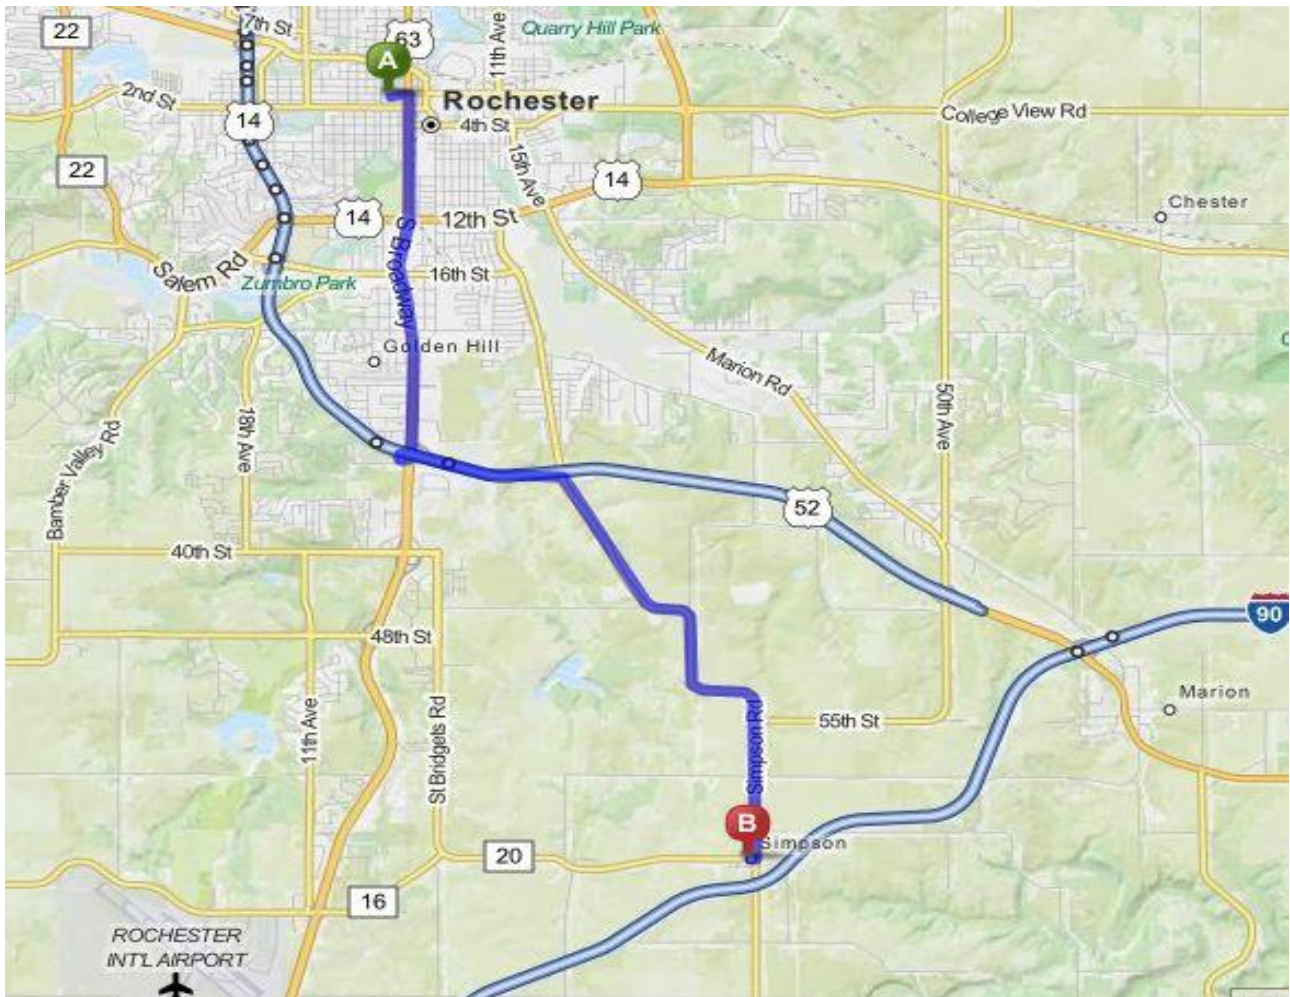 22
7th St
63
11th Ave
Quarry Hill Park
A
2nd St
Rochester
14
4th St
College View Rd
22
15th Ave
14
14
12th St
Chester
S Broadway
Salem Rd
16th St
Zumbro Park
Golden Hill
Marion Rd
18th Ave
50th Ave
Bamber Valley Rd
52
40th St
90
48th St
Marion
11th Ave
St Bridgets Rd
Simpson Rd
55th St
B
Simpson
20
16
ROCHESTER
INT'L AIRPORT